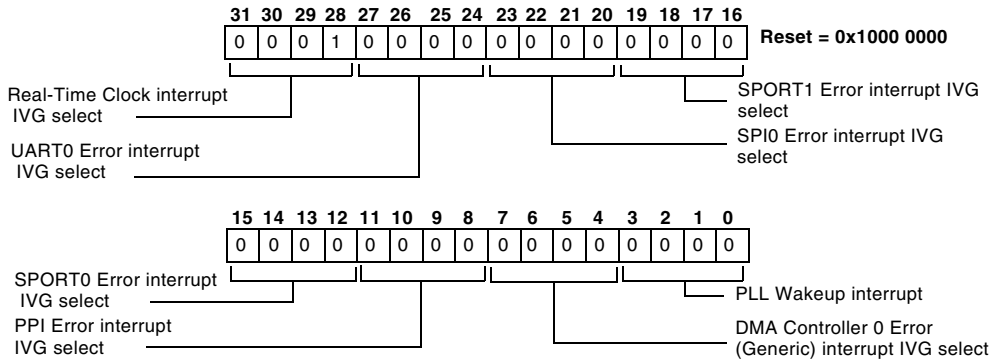 31 30 29 28 27 26 25 24 23 22 21 20 19 18 17 16
0 0 0 1 0 0 0 0 0 0 0 0 0 0 0 0
Reset = 0x1000 0000
Real-Time Clock interrupt
IVG select
UART0 Error interrupt
IVG select
SPORT1 Error interrupt IVG
select
SPI0 Error interrupt IVG
select
15 14 13 12 11 10 9 8 7 6 5 4 3 2 1 0
0 0 0 0 0 0 0 0 0 0 0 0 0 0 0 0
SPORT0 Error interrupt
IVG select
PPI Error interrupt
IVG select
PLL Wakeup interrupt
DMA Controller 0 Error
(Generic) interrupt IVG select